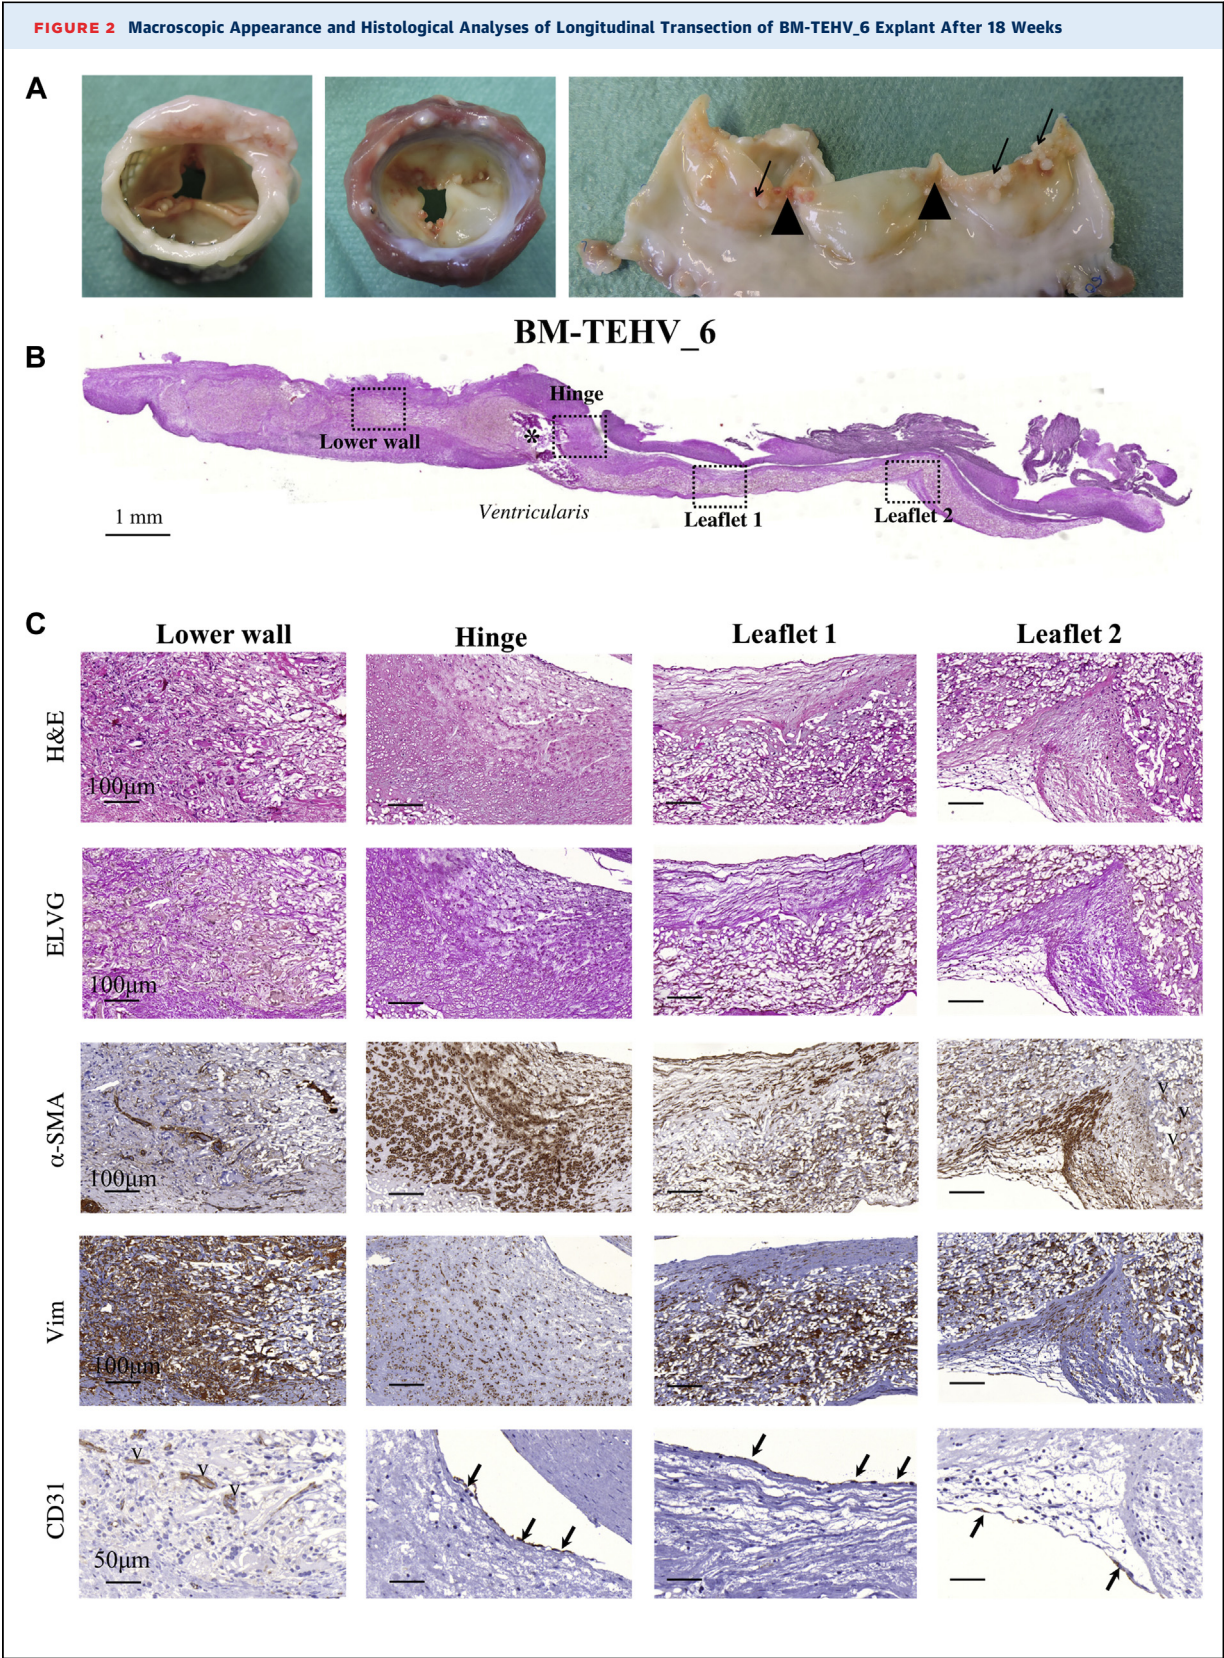 FIGURE 2 Macroscopic Appearance and Histological Analyses of Longitudinal Transection of BM-TEHV_6 Explant After 18 Weeks
A
B
BM-TEHV_6
Hinge
Lower wall
*
Ventricularis
Leaflet 1
Leaflet 2
1 mm
C
Lower wall Hinge Leaflet 1 Leaflet 2
H&E
100μm
ELVG
100μm
α-SMA
100μm
V
V
V
Vim
100μm
CD31
V
V
V
50μm